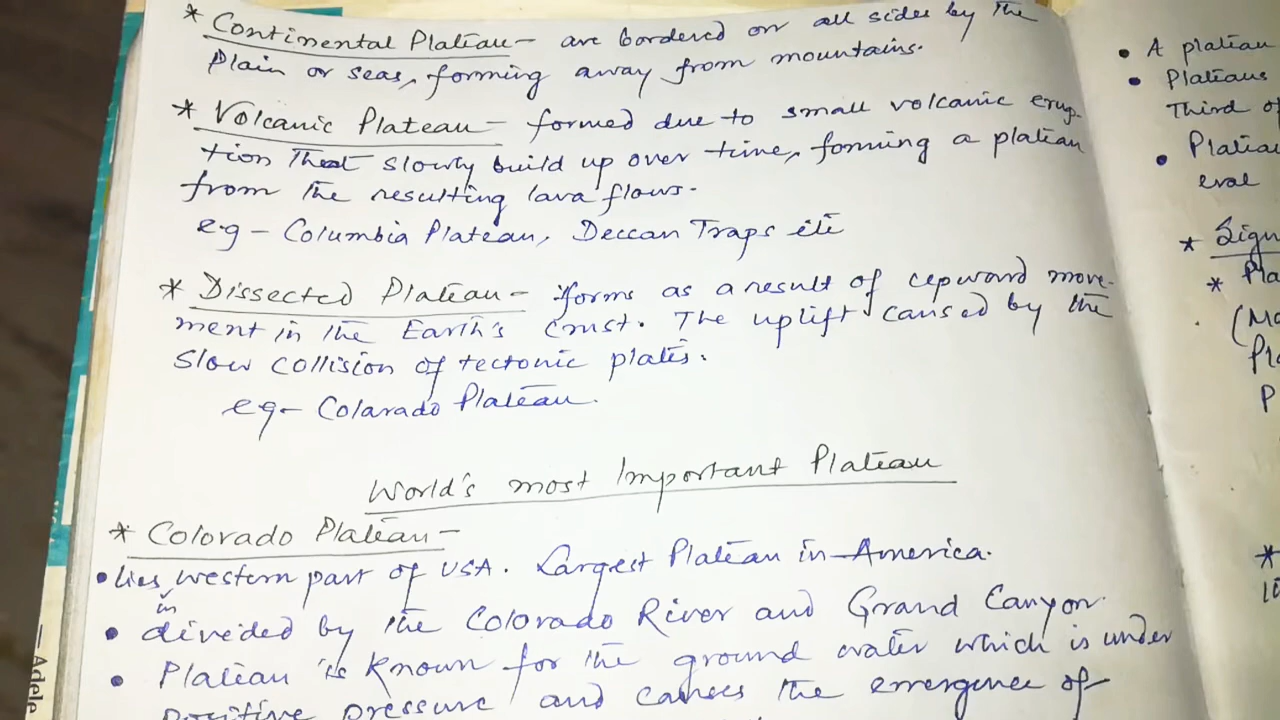 * Continental Plateau - are bordered on all sides by the
Plain or seas, forming away from mountains.
* Volcanic Plateau - formed due to small volcanic erup-
tion that slowly build up over time, forming a plateau
from the resulting lava flows.
eg - Columbia Plateau, Deccan Traps etc
* Dissected Plateau - forms as a result of upward move-
ment in the Earth's crust. The uplift caused by the
slow collision of tectonic plates.
eg - Colarado Plateau.
World's most Important Plateau
* Colorado Plateau -
• lies in western part of USA. Largest Plateau in America.
• divided by the Colorado River and Grand Canyon.
• Plateau is known for the ground water which is under
positive pressure and causes the emergence of
• A plateau
• Plateaus
Third of
• Platea
eval
* Sign
* Pla
(Mo
Pla
P
*
— Adele